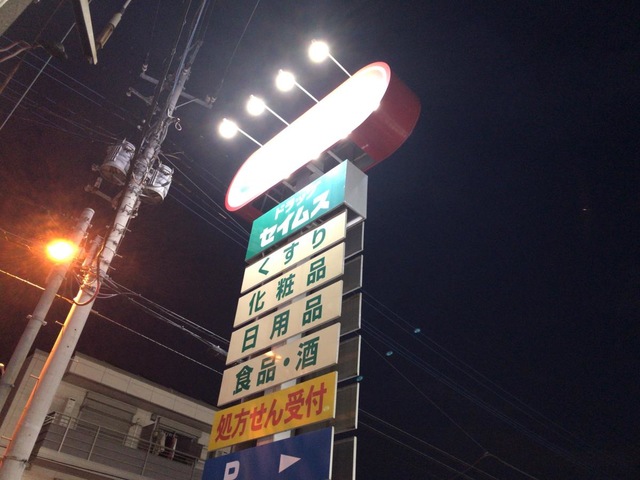 ドラッグ
セイムス
くすり
化粧品
日用品
食品・酒
処方せん受付
P